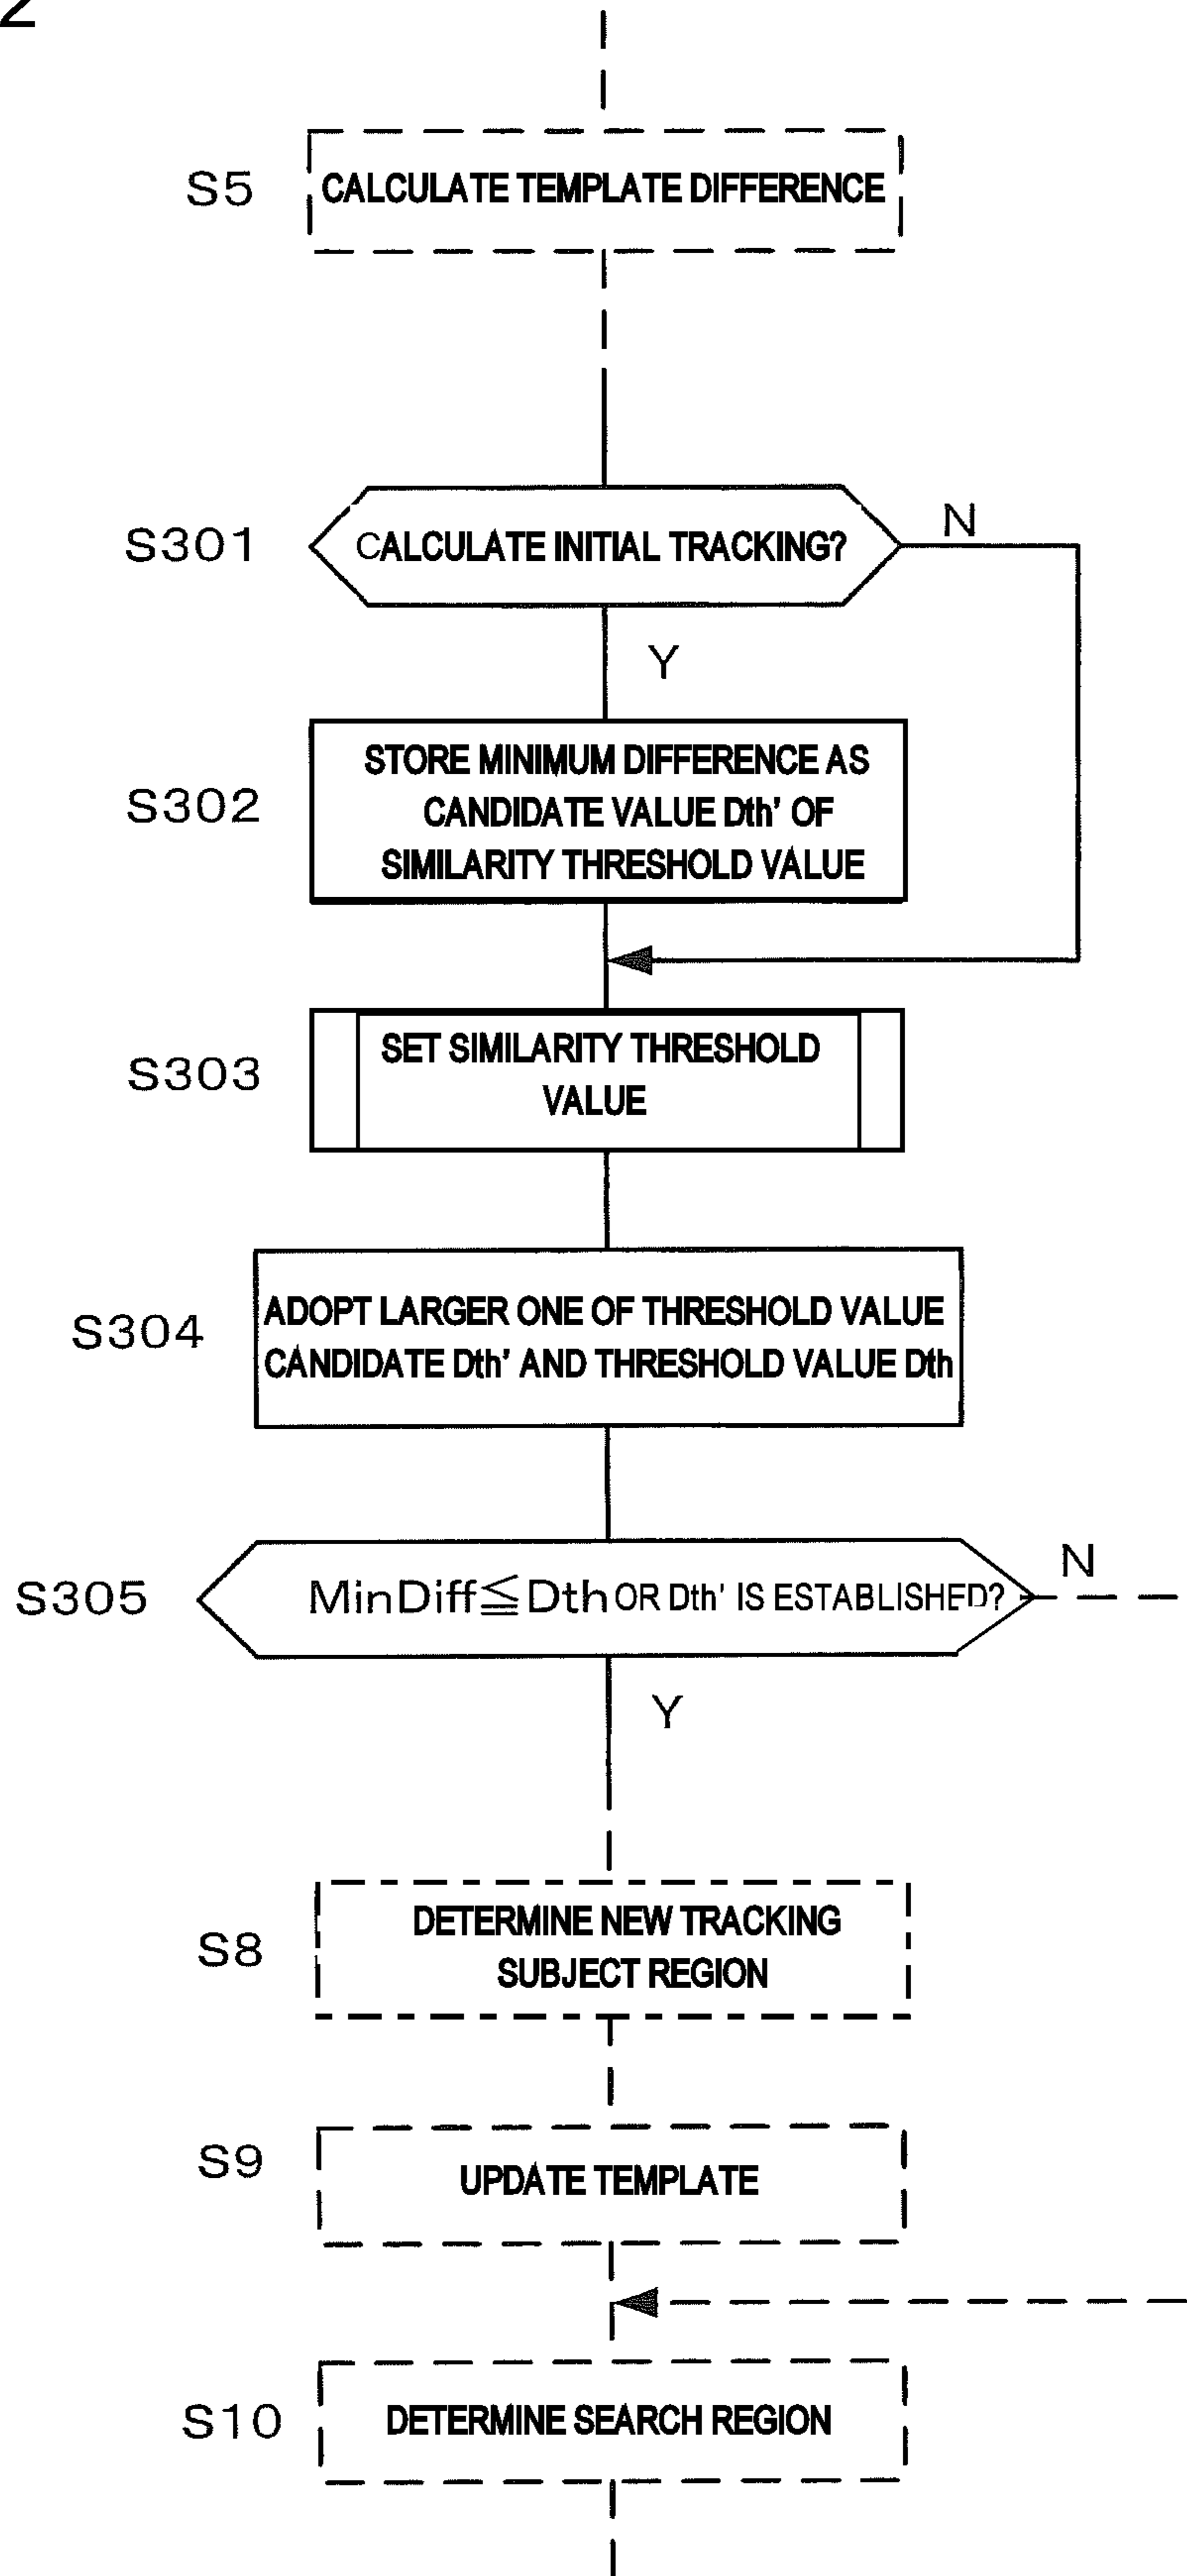 2
S5
CALCULATE TEMPLATE DIFFERENCE
S301
CALCULATE INITIAL TRACKING?
N
Y
S302
STORE MINIMUM DIFFERENCE AS
CANDIDATE VALUE Dth' OF
SIMILARITY THRESHOLD VALUE
S303
SET SIMILARITY THRESHOLD
VALUE
S304
ADOPT LARGER ONE OF THRESHOLD VALUE
CANDIDATE Dth' AND THRESHOLD VALUE Dth
S305
MinDiff≦Dth OR Dth' IS ESTABLISHED?
N
Y
S8
DETERMINE NEW TRACKING
SUBJECT REGION
S9
UPDATE TEMPLATE
S10
DETERMINE SEARCH REGION